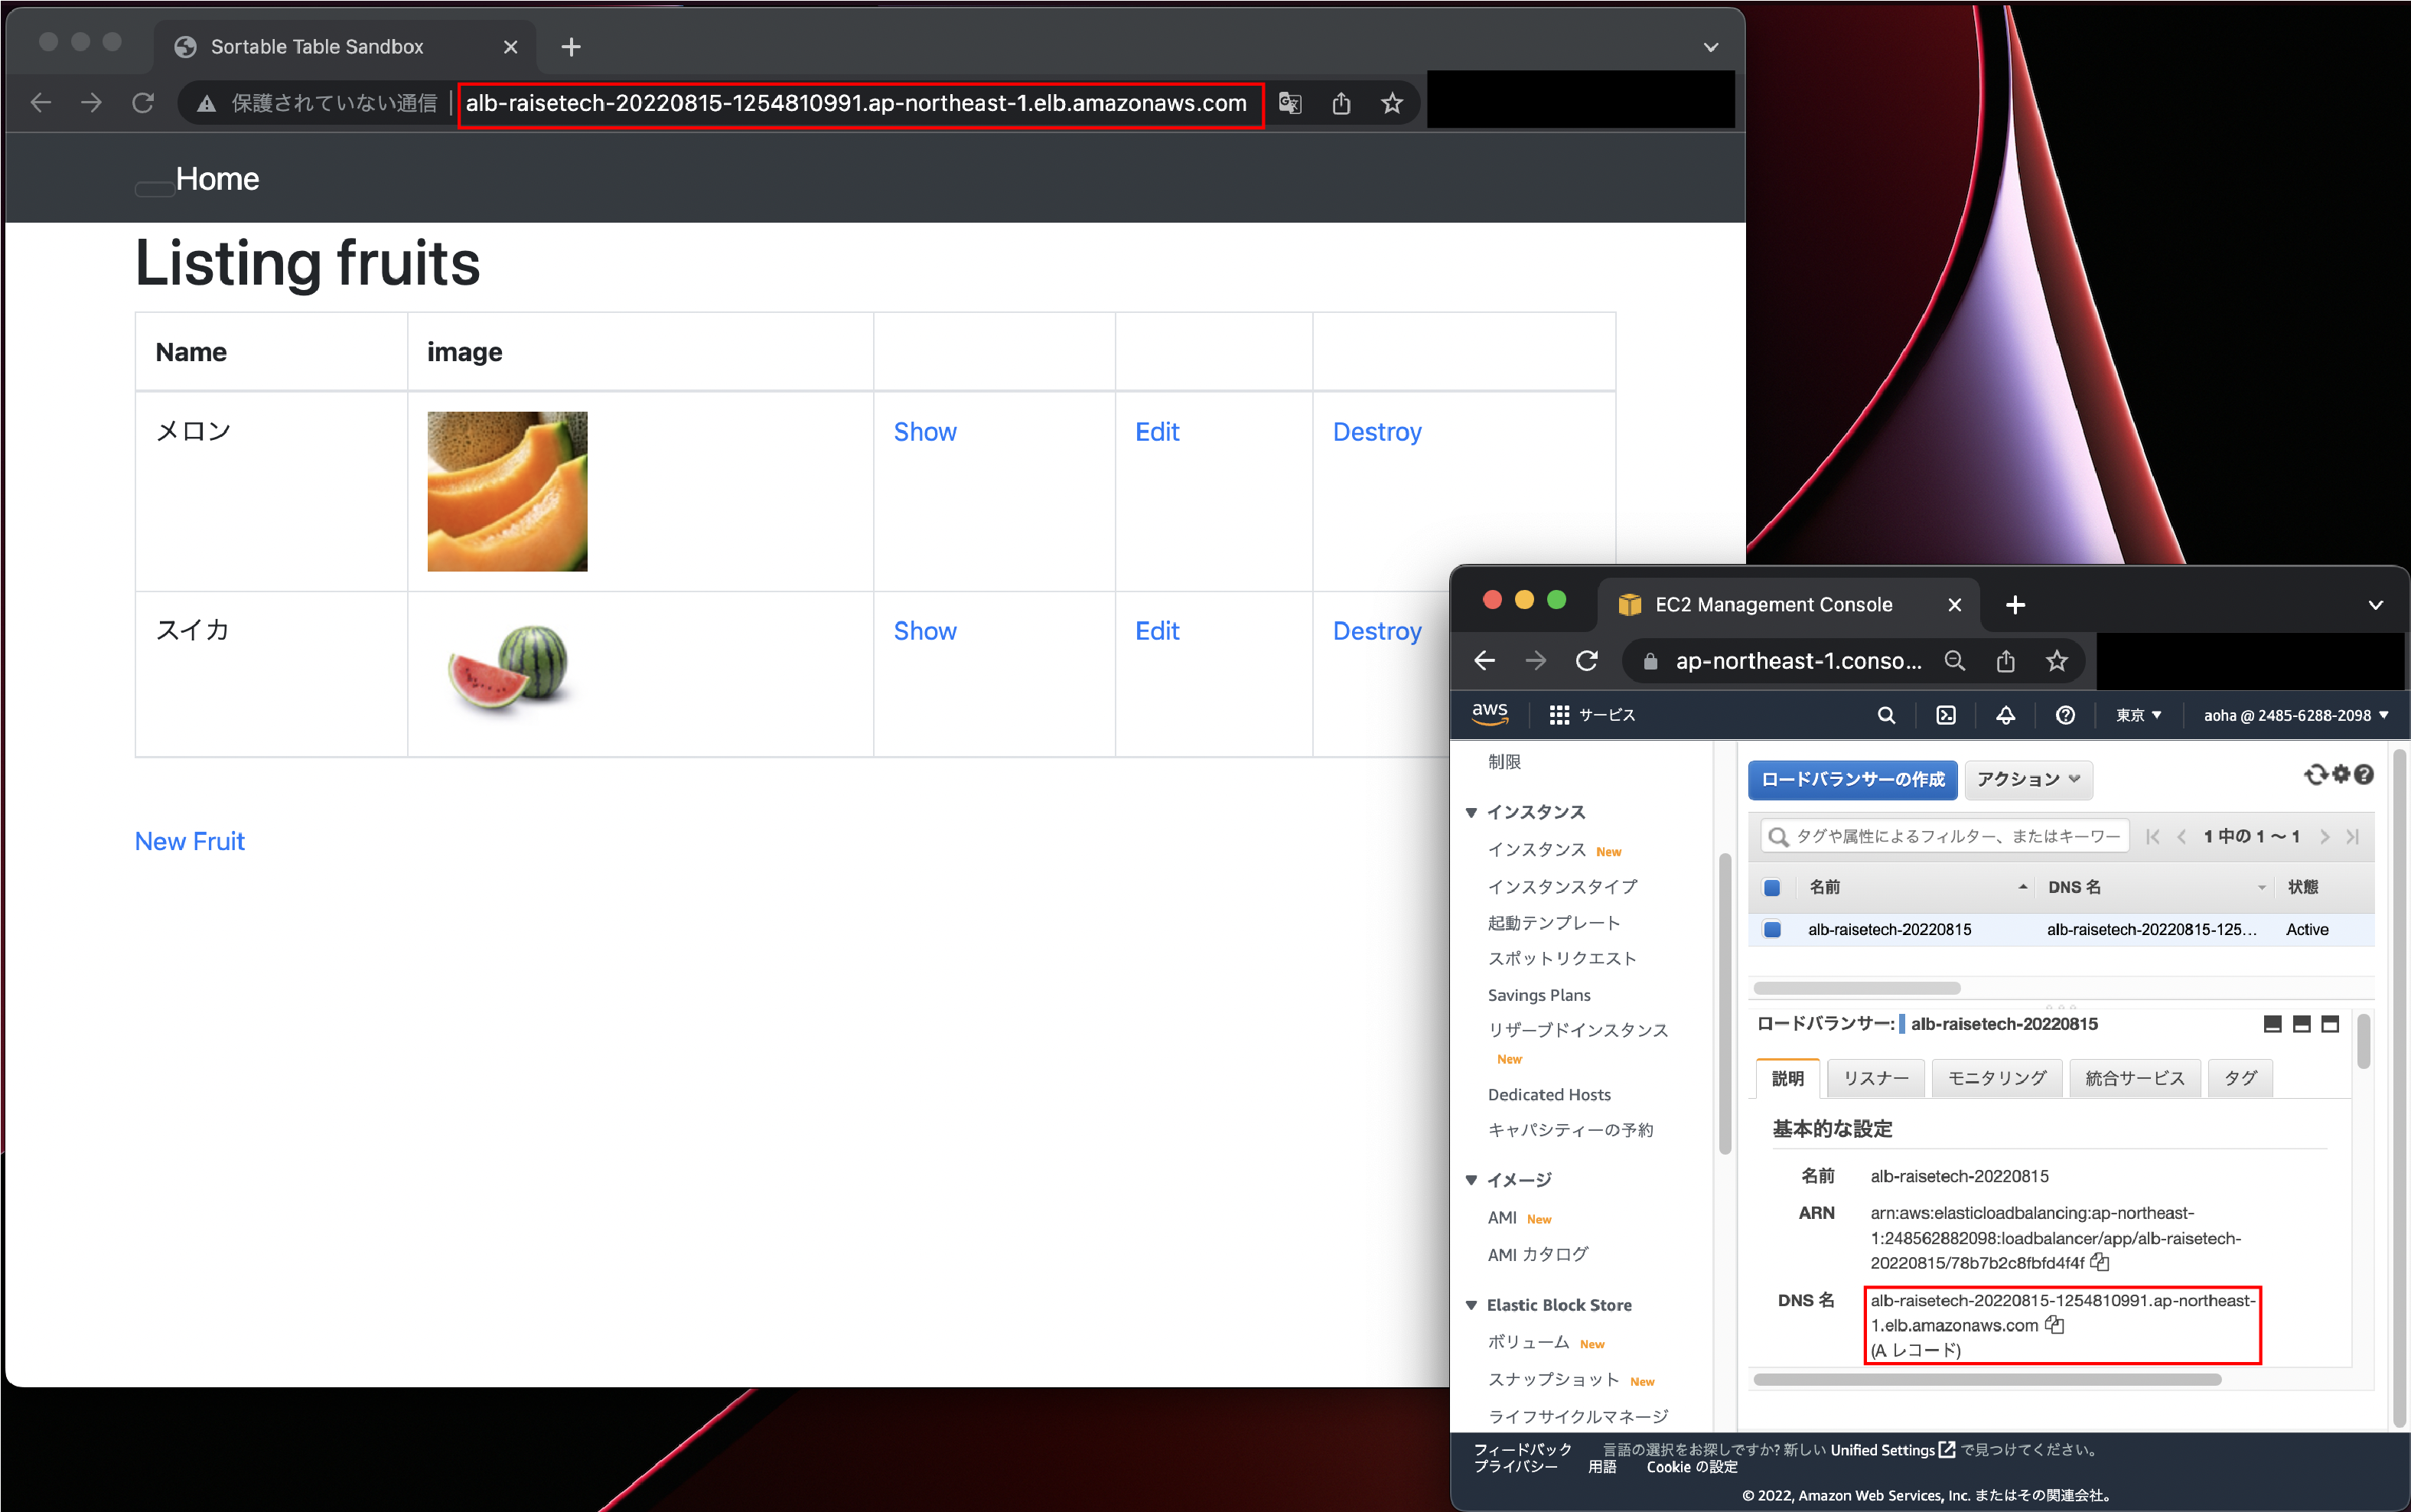 Sortable Table Sandbox
保護されていない通信 alb-raisetech-20220815-1254810991.ap-northeast-1.elb.amazonaws.com
Home
Listing fruits
Name image
メロン Show Edit Destroy
スイカ Show Edit Destroy
New Fruit
EC2 Management Console
ap-northeast-1.conso...
aws サービス 東京 aoha @ 2485-6288-2098
制限
インスタンス
インスタンス New
インスタンスタイプ
起動テンプレート
スポットリクエスト
Savings Plans
リザーブドインスタンス
New
Dedicated Hosts
キャパシティーの予約
イメージ
AMI New
AMI カタログ
Elastic Block Store
ボリューム New
スナップショット New
ライフサイクルマネージ
ロードバランサーの作成 アクション
タグや属性によるフィルター、またはキーワー 1 中の 1 ～ 1
名前 DNS 名 状態
alb-raisetech-20220815 alb-raisetech-20220815-125... Active
ロードバランサー: alb-raisetech-20220815
説明 リスナー モニタリング 統合サービス タグ
基本的な設定
名前 alb-raisetech-20220815
ARN arn:aws:elasticloadbalancing:ap-northeast-
1:248562882098:loadbalancer/app/alb-raisetech-
20220815/78b7b2c8fbfd4f4f
DNS 名 alb-raisetech-20220815-1254810991.ap-northeast-
1.elb.amazonaws.com
(A レコード)
フィードバック 言語の選択をお探しですか? 新しい Unified Settings で見つけてください。
プライバシー 用語 Cookie の設定
© 2022, Amazon Web Services, Inc. またはその関連会社。